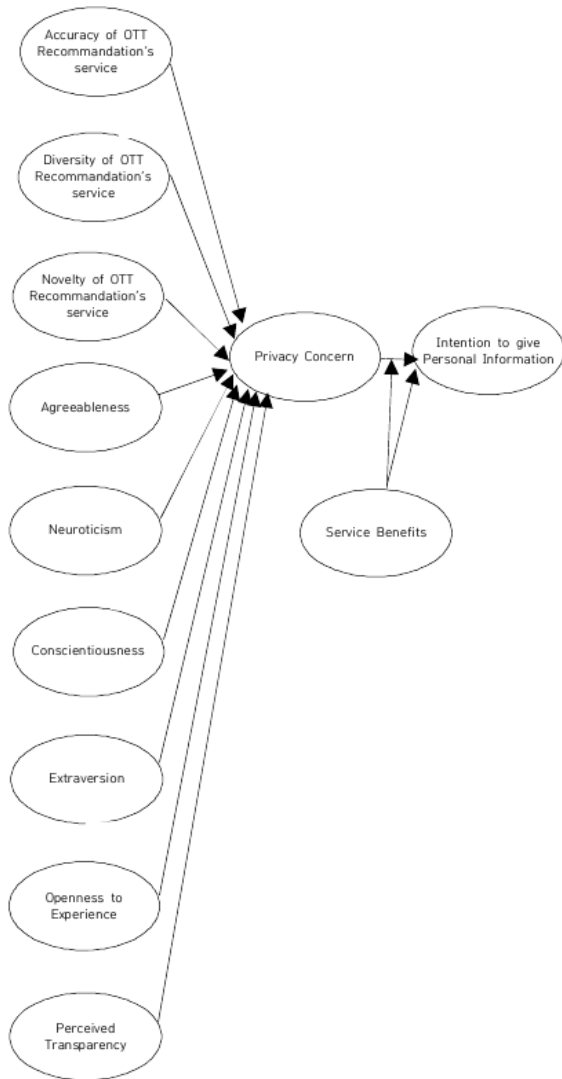 Accuracy of OTT
Recommandation's
service
Diversity of OTT
Recommandation's
service
Novelty of OTT
Recommandation's
service
Privacy Concern
Intention to give
Personal Information
Agreeableness
Neuroticism
Service Benefits
Conscientiousness
Extraversion
Openness to
Experience
Perceived
Transparency